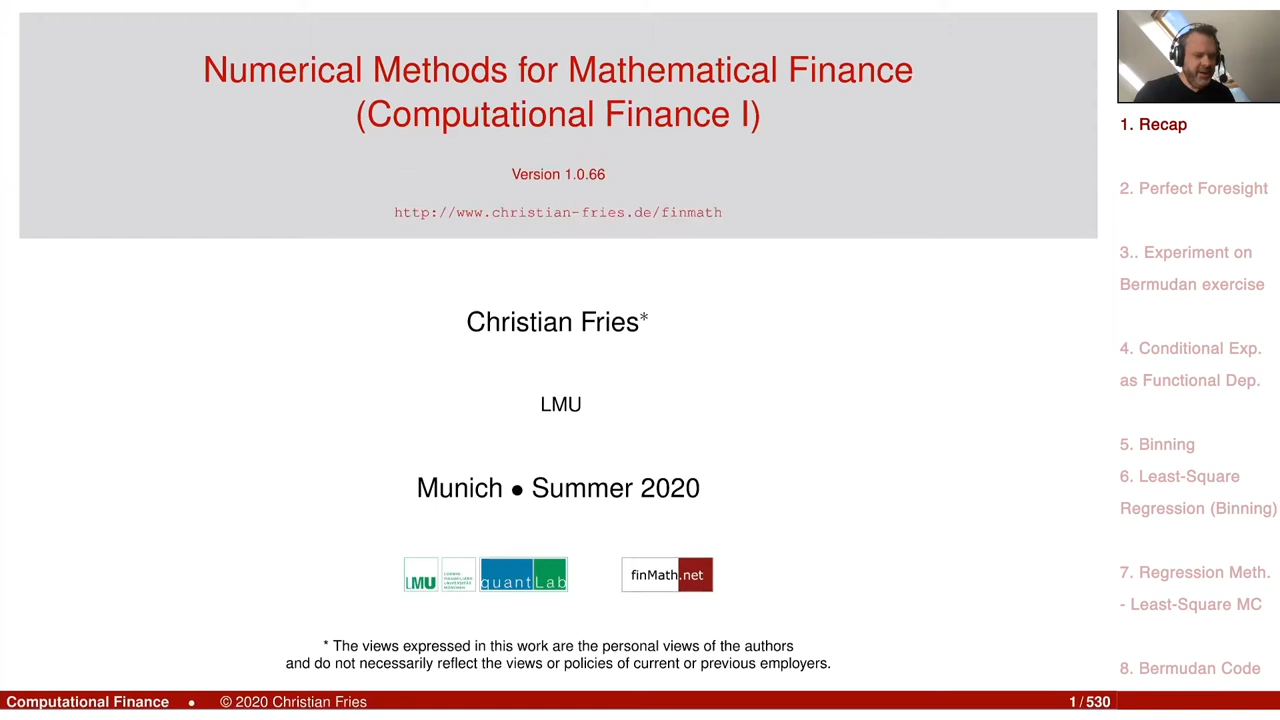 Numerical Methods for Mathematical Finance
(Computational Finance I)
Version 1.0.66
http://www.christian-fries.de/finmath
Christian Fries*
LMU
Munich • Summer 2020
LMU
quantLab
finMath.net
* The views expressed in this work are the personal views of the authors
and do not necessarily reflect the views or policies of current or previous employers.
Computational Finance • © 2020 Christian Fries
1 / 530
1. Recap
2. Perfect Foresight
3.. Experiment on
Bermudan exercise
4. Conditional Exp.
as Functional Dep.
5. Binning
6. Least-Square
Regression (Binning)
7. Regression Meth.
- Least-Square MC
8. Bermudan Code